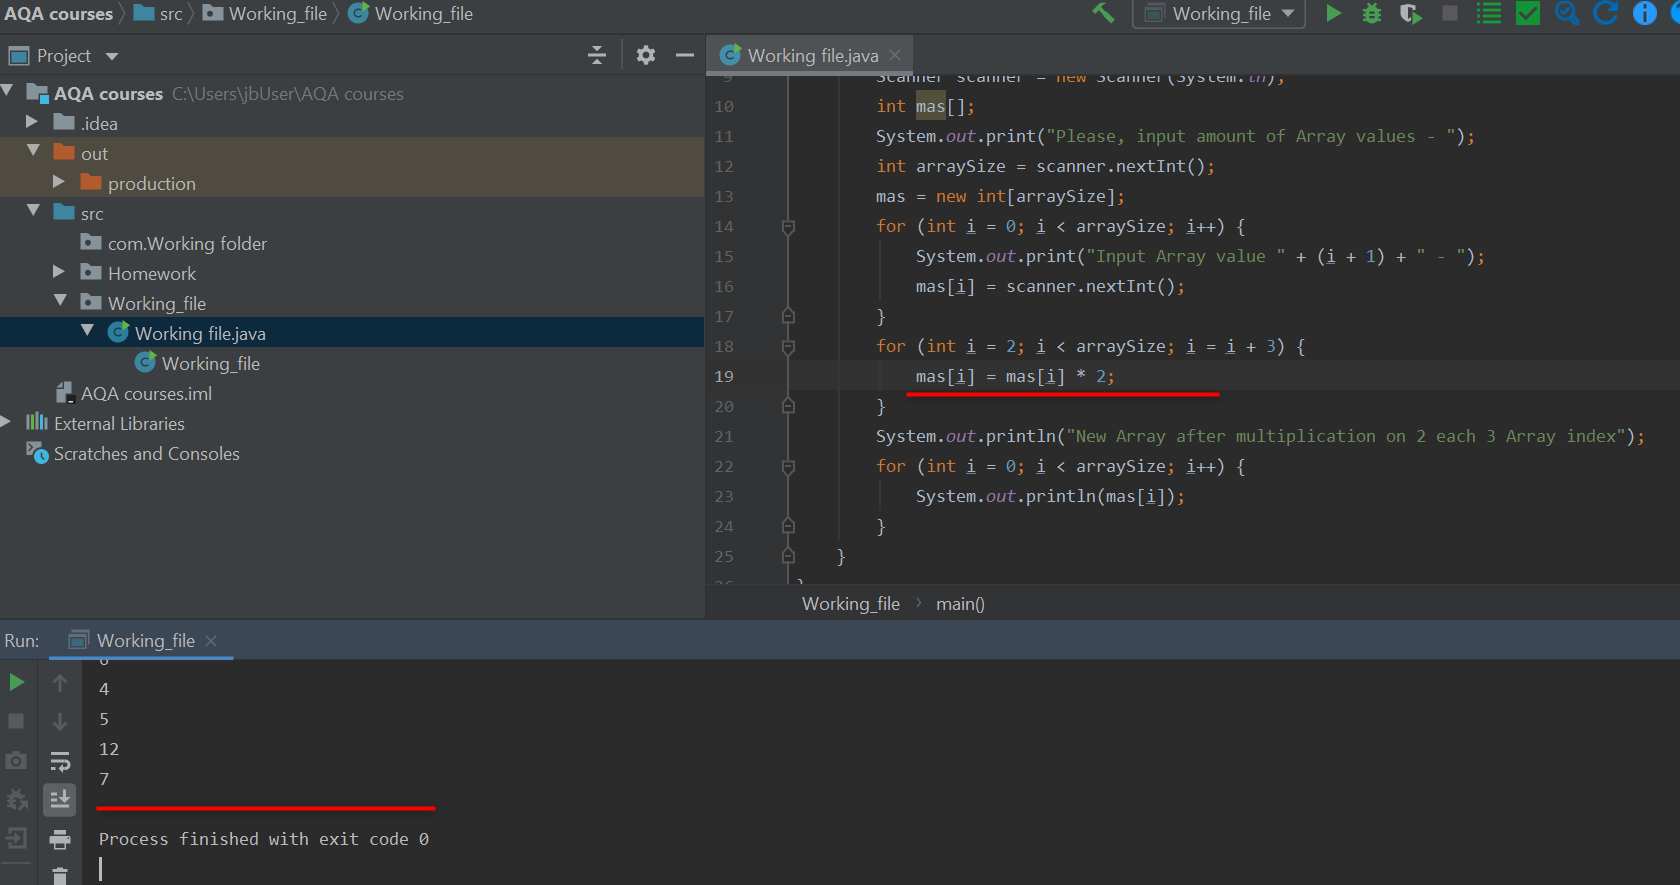 AQA courses src Working_file Working_file
Working_file
Project
AQA courses C:\Users\jbUser\AQA courses
.idea
out
production
src
com.Working folder
Homework
Working_file
Working file.java
Working_file
AQA courses.iml
External Libraries
Scratches and Consoles
Working file.java
9 Scanner scanner = new Scanner(System.in);
10 int mas[];
11 System.out.print("Please, input amount of Array values - ");
12 int arraySize = scanner.nextInt();
13 mas = new int[arraySize];
14 for (int i = 0; i < arraySize; i++) {
15 System.out.print("Input Array value " + (i + 1) + " - ");
16 mas[i] = scanner.nextInt();
17 }
18 for (int i = 2; i < arraySize; i = i + 3) {
19 mas[i] = mas[i] * 2;
20 }
21 System.out.println("New Array after multiplication on 2 each 3 Array index");
22 for (int i = 0; i < arraySize; i++) {
23 System.out.println(mas[i]);
24 }
25 }
Working_file > main()
Run: Working_file
4
5
12
7
Process finished with exit code 0